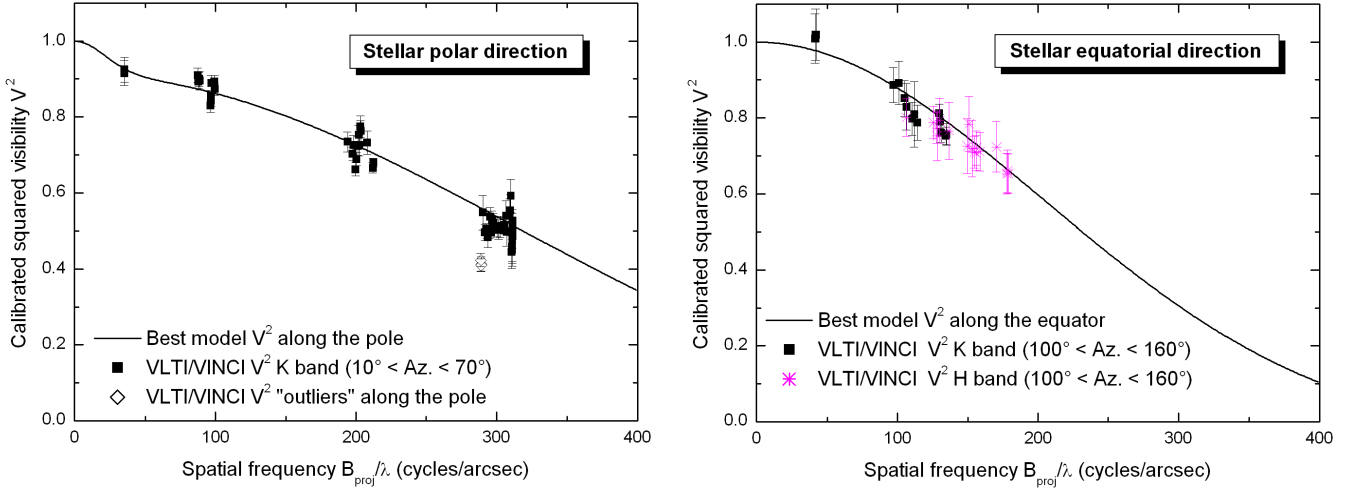 Stellar polar direction
Calibrated squared visibility V²
1.0
0.8
0.6
0.4
0.2
0.0
Best model V² along the pole
VLTI/VINCI V² K band (10° < Az. < 70°)
VLTI/VINCI V² "outliers" along the pole
0
100
200
300
400
Spatial frequency B_proj/λ (cycles/arcsec)
Stellar equatorial direction
Calibrated squared visibility V²
1.0
0.8
0.6
0.4
0.2
0.0
Best model V² along the equator
VLTI/VINCI V² K band (100° < Az. < 160°)
VLTI/VINCI V² H band (100° < Az. < 160°)
0
100
200
300
400
Spatial frequency B_proj/λ (cycles/arcsec)